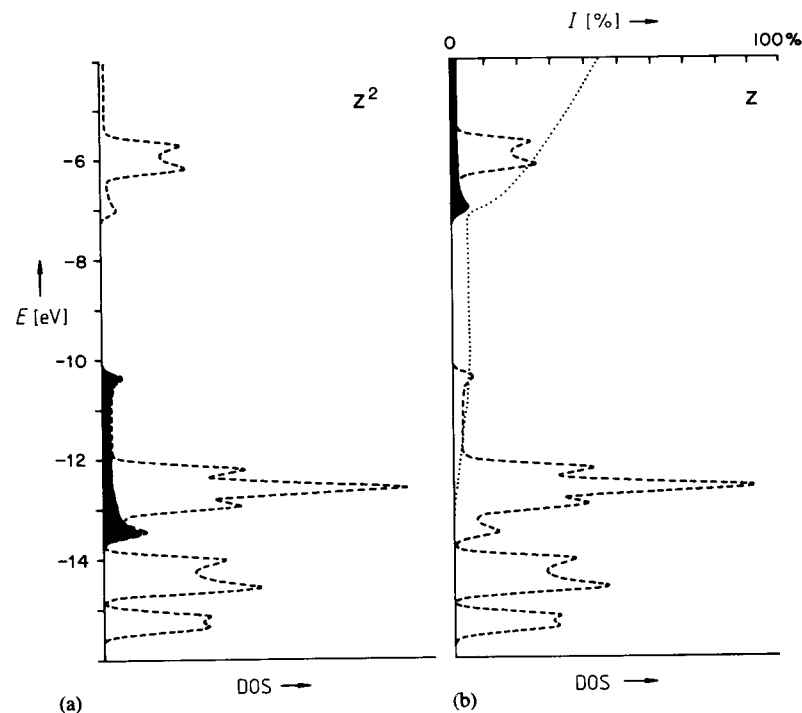 I [%] →
0 100%
z²
z
-6
-8
E [eV]
-10
-12
-14
DOS →
DOS →
(a)
(b)